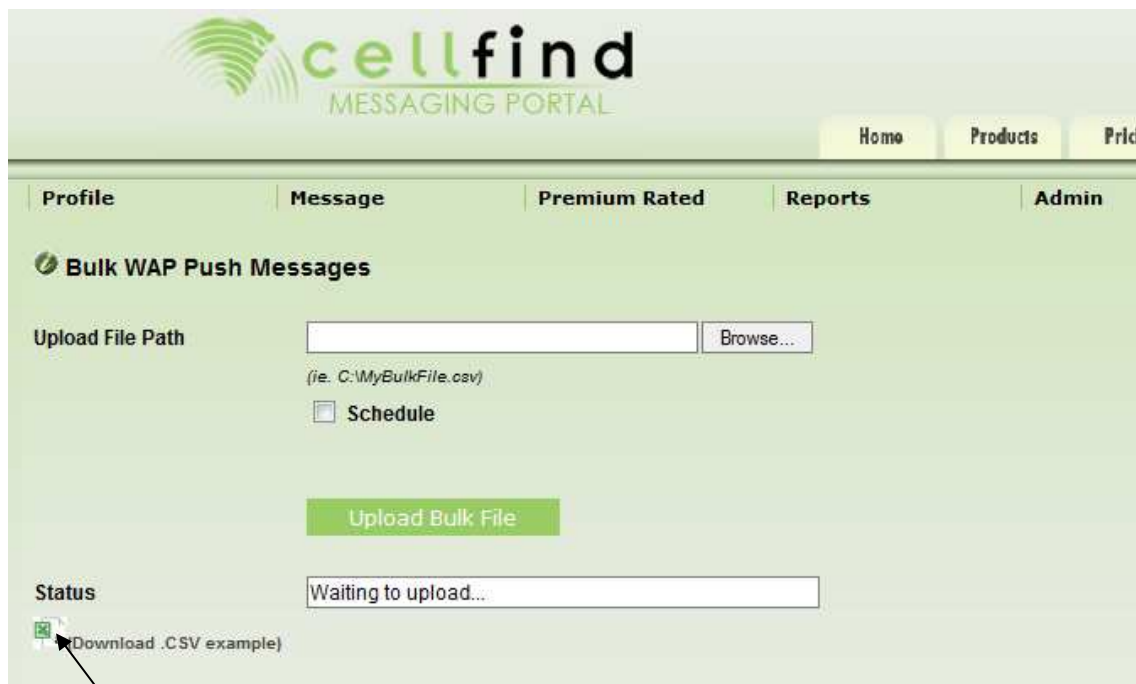 cellfind
MESSAGING PORTAL
Home Products
Profile Message Premium Rated Reports Admin
Bulk WAP Push Messages
Upload File Path Browse...
(ie. C:\MyBulkFile.csv)
Schedule
Upload Bulk File
Status Waiting to upload...
(Download .CSV example)